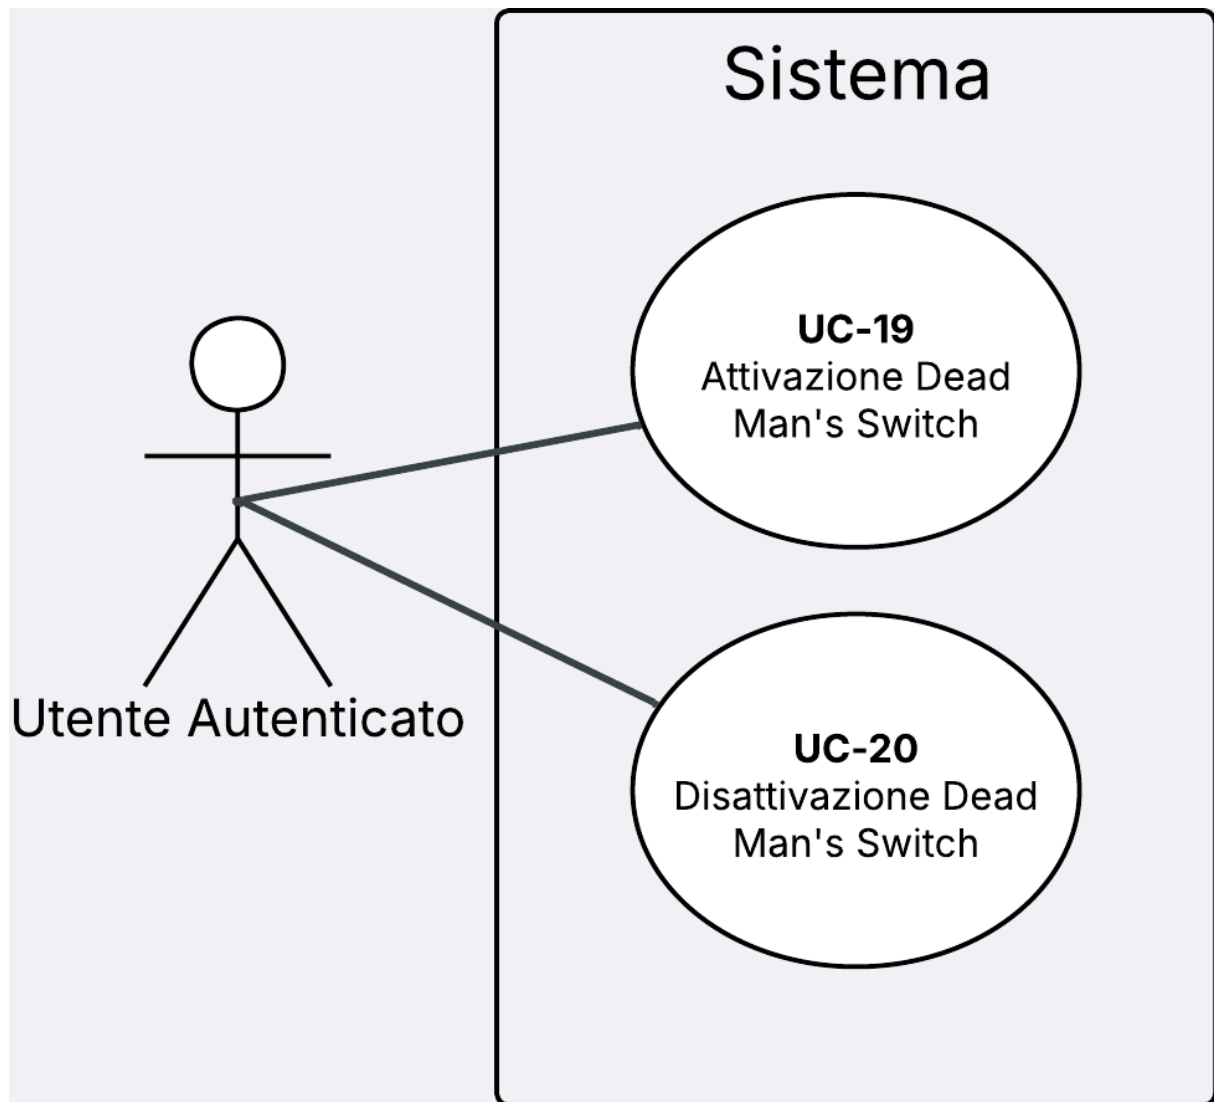 Sistema
UC-19
Attivazione Dead
Man's Switch
Utente Autenticato
UC-20
Disattivazione Dead
Man's Switch